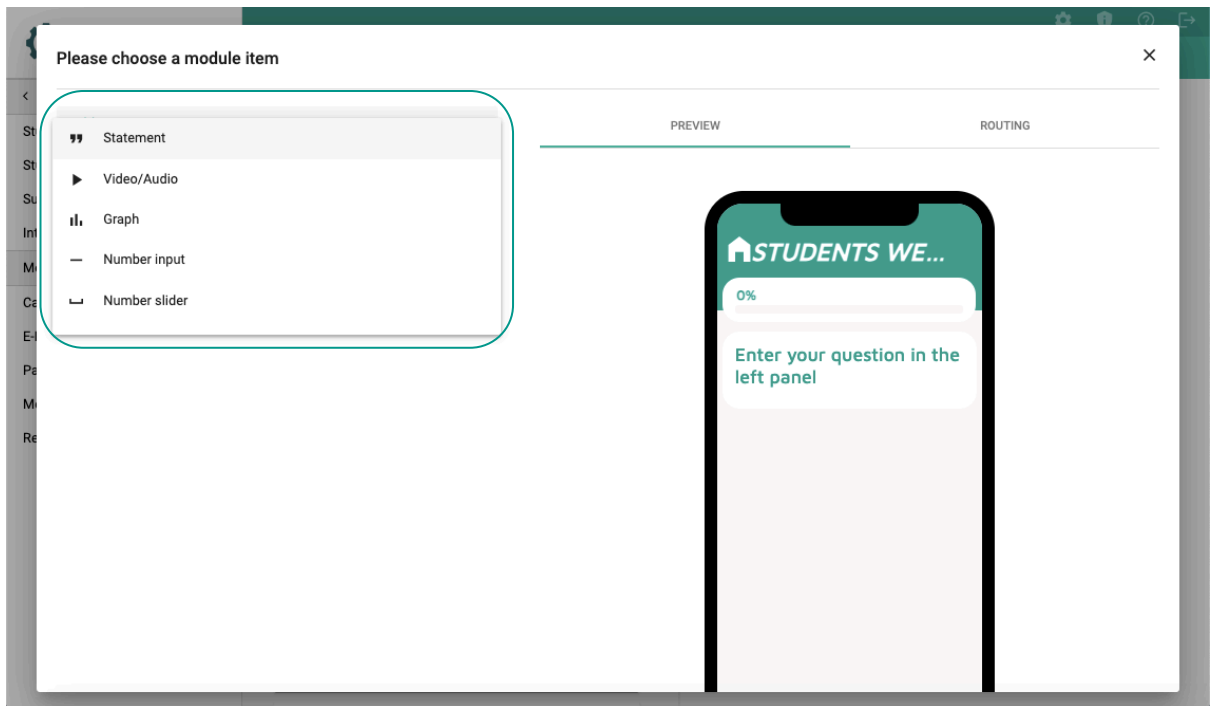 Please choose a module item
Statement
Video/Audio
Graph
Number input
Number slider
PREVIEW
ROUTING
STUDENTS WE...
0%
Enter your question in the
left panel